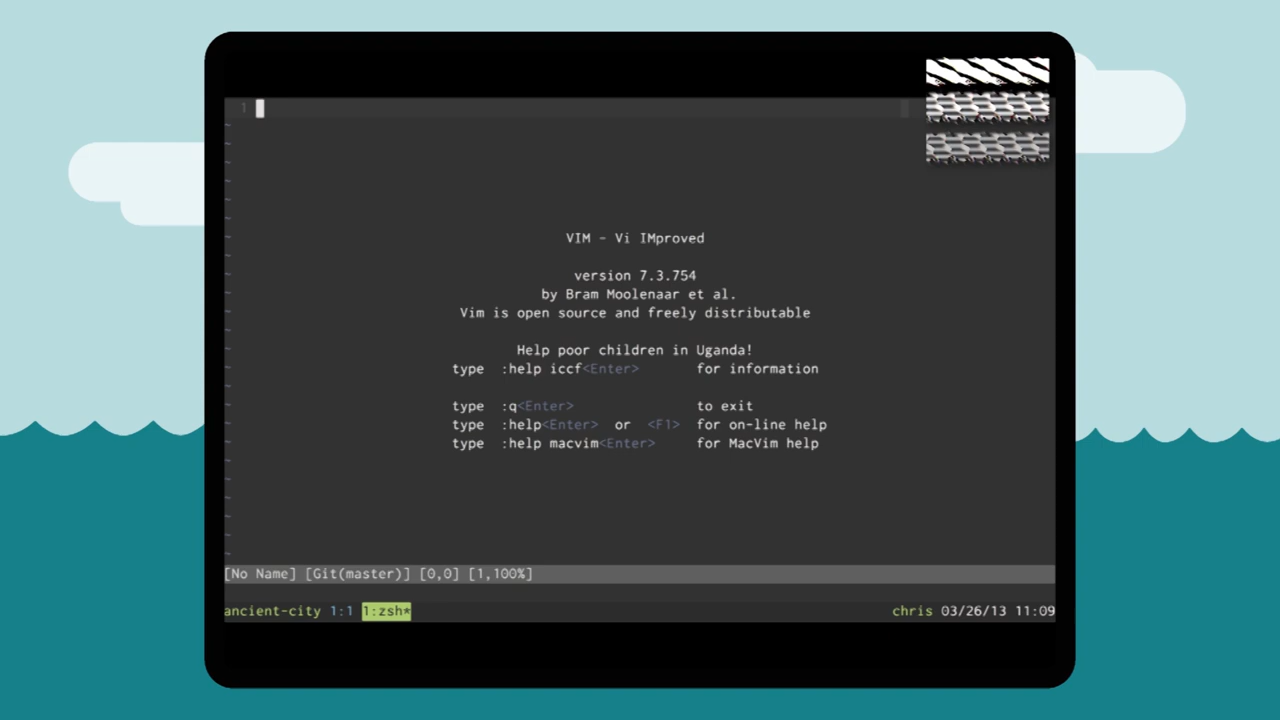 1
VIM - Vi IMproved
version 7.3.754
by Bram Moolenaar et al.
Vim is open source and freely distributable
Help poor children in Uganda!
type :help iccf<Enter> for information
type :q<Enter> to exit
type :help<Enter> or <F1> for on-line help
type :help macvim<Enter> for MacVim help
[No Name] [Git(master)] [0,0] [1,100%]
ancient-city 1:1 1:zsh* chris 03/26/13 11:09